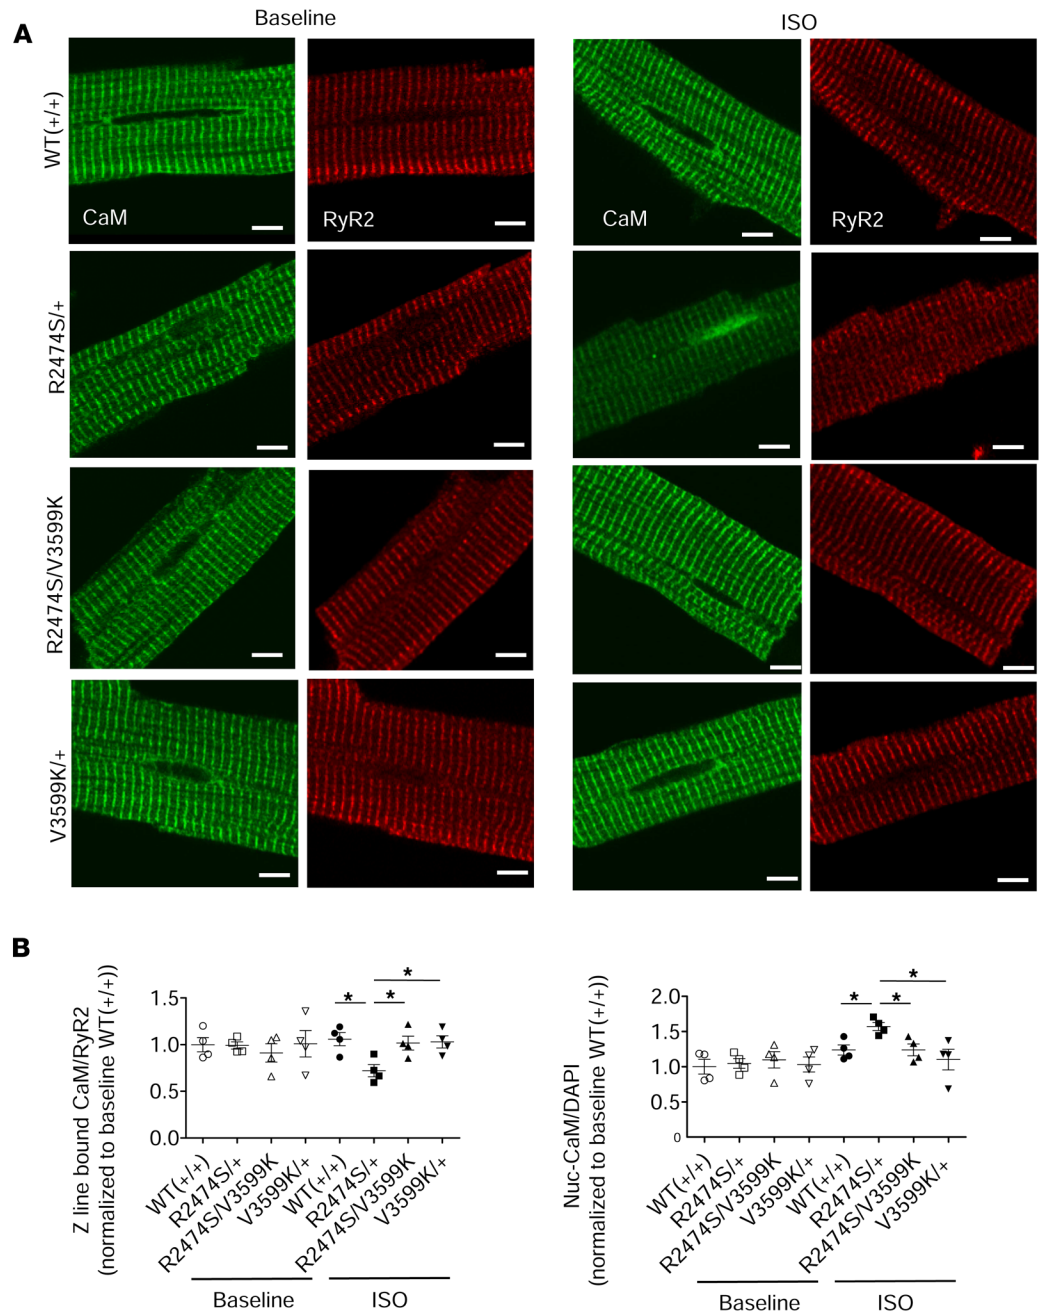 A
Baseline
ISO
WT(+/+)
CaM
RyR2
CaM
RyR2
R2474S/+
R2474S/V3599K
V3599K/+
B
Z line bound CaM/RyR2
(normalized to baseline WT(+/+))
1.5
1.0
0.5
0.0
* * *
WT(+/+)
R2474S/+
R2474S/V3599K
V3599K/+
WT(+/+)
R2474S/+
R2474S/V3599K
V3599K/+
Baseline
ISO
Nuc-CaM/DAPI
(normalized to baseline WT(+/+))
2.0
1.5
1.0
0.5
0
* * *
WT(+/+)
R2474S/+
R2474S/V3599K
V3599K/+
WT(+/+)
R2474S/+
R2474S/V3599K
V3599K/+
Baseline
ISO